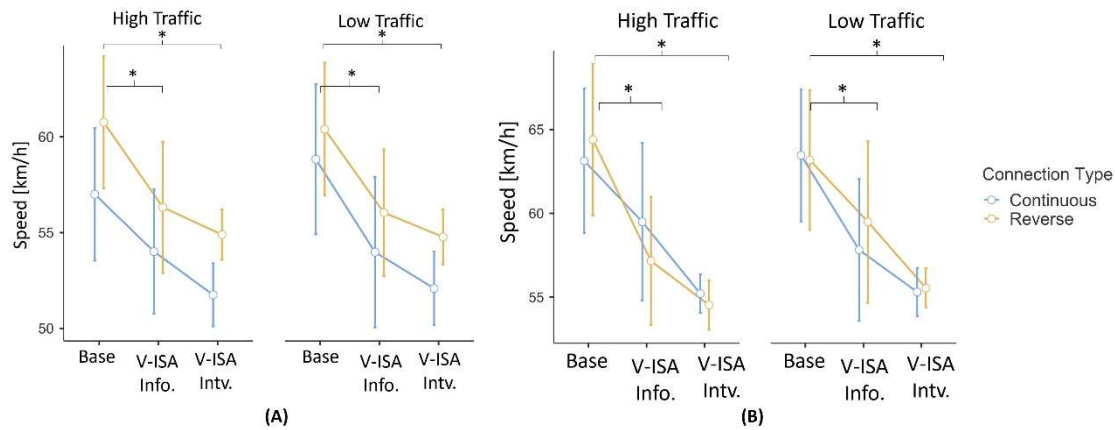 High Traffic
Low Traffic
*
*
*
*
Speed [km/h]
60
55
50
Base
V-ISA
Info.
V-ISA
Intv.
Base
V-ISA
Info.
V-ISA
Intv.
(A)
High Traffic
Low Traffic
*
*
*
*
Speed [km/h]
65
60
55
Base
V-ISA
Info.
V-ISA
Intv.
Base
V-ISA
Info.
V-ISA
Intv.
(B)
Connection Type
Continuous
Reverse